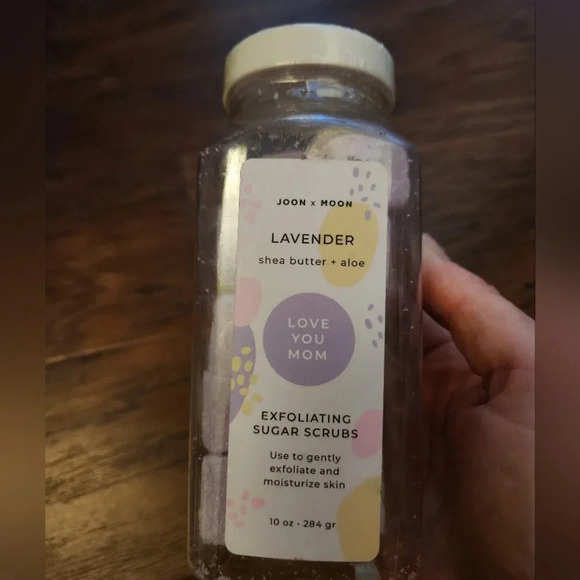 JOON x MOON
LAVENDER
shea butter + aloe
LOVE
YOU
MOM
EXFOLIATING
SUGAR SCRUBS
Use to gently
exfoliate and
moisturize skin
10 oz • 284 gr